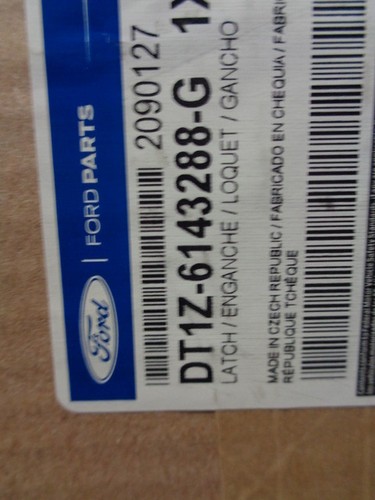 Ford
FORD PARTS
2090127
DT1Z-6143288-G 1X
LATCH / ENGANCHE / LOQUET / GANCHO
MADE IN CZECH REPUBLIC / FABRICADO EN CHEQUIA / FABRI
RÉPUBLIQUE TCHÈQUE